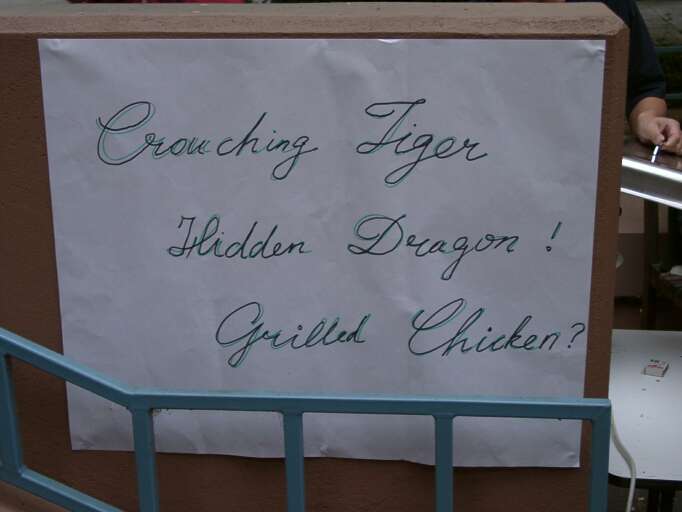 Crouching Tiger
Hidden Dragon !
Grilled Chicken?